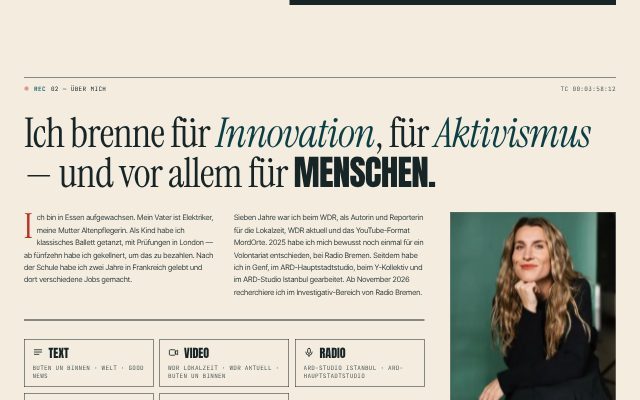 REC 02 — ÜBER MICH
TC 00:03:58:12
Ich brenne für Innovation, für Aktivismus
— und vor allem für MENSCHEN.
Ich bin in Essen aufgewachsen. Mein Vater ist Elektriker,
meine Mutter Altenpflegerin. Als Kind habe ich
klassisches Ballett getanzt, mit Prüfungen in London —
ab fünfzehn habe ich gekellnert, um das zu bezahlen. Nach
der Schule habe ich zwei Jahre in Frankreich gelebt und
dort verschiedene Jobs gemacht.
Sieben Jahre war ich beim WDR, als Autorin und Reporterin
für die Lokalzeit, WDR aktuell und das YouTube-Format
MordOrte. 2025 habe ich mich bewusst noch einmal für ein
Volontariat entschieden, bei Radio Bremen. Seitdem habe
ich in Genf, im ARD-Hauptstadtstudio, beim Y-Kollektiv und
im ARD-Studio Istanbul gearbeitet. Ab November 2026
recherchiere ich im Investigativ-Bereich von Radio Bremen.
TEXT
BUTEN UN BINNEN · WELT · GOOD
NEWS
VIDEO
WDR LOKALZEIT · WDR AKTUELL ·
BUTEN UN BINNEN
RADIO
ARD-STUDIO ISTANBUL · ARD-
HAUPTSTADTSTUDIO